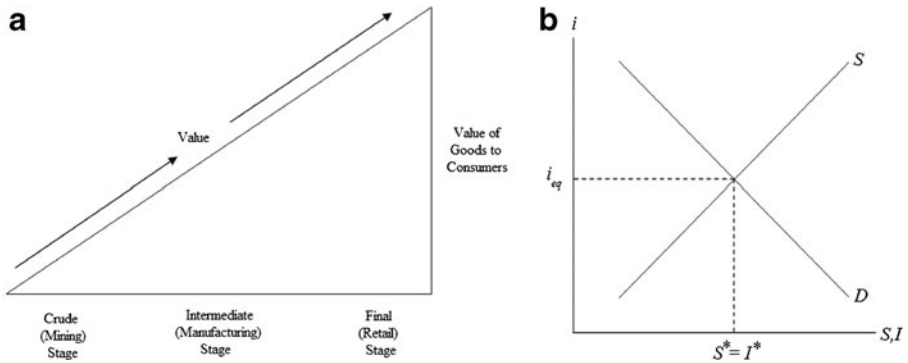 a
Value
Value of
Goods to
Consumers
Crude
(Mining)
Stage
Intermediate
(Manufacturing)
Stage
Final
(Retail)
Stage
b
i
S
i_eq
D
S,I
S* = I*